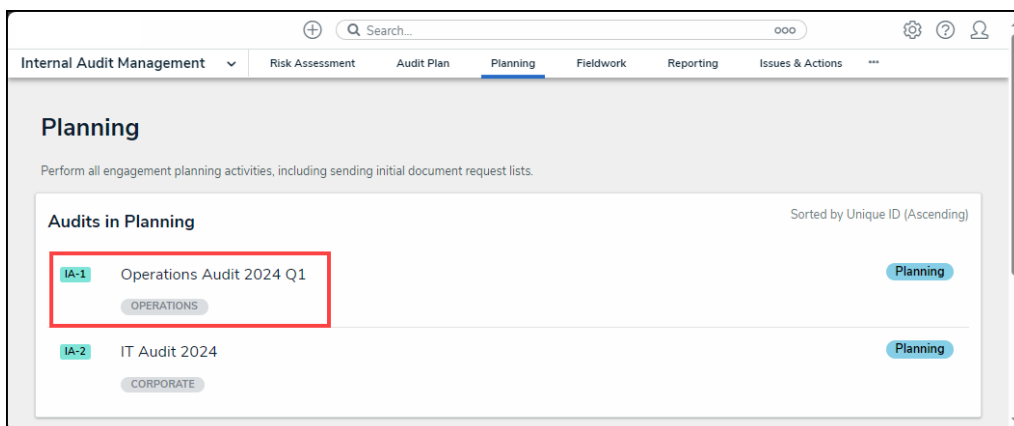 Search... ooo
Internal Audit Management Risk Assessment Audit Plan Planning Fieldwork Reporting Issues & Actions ...
Planning
Perform all engagement planning activities, including sending initial document request lists.
Audits in Planning Sorted by Unique ID (Ascending)
IA-1 Operations Audit 2024 Q1 Planning
OPERATIONS
IA-2 IT Audit 2024 Planning
CORPORATE